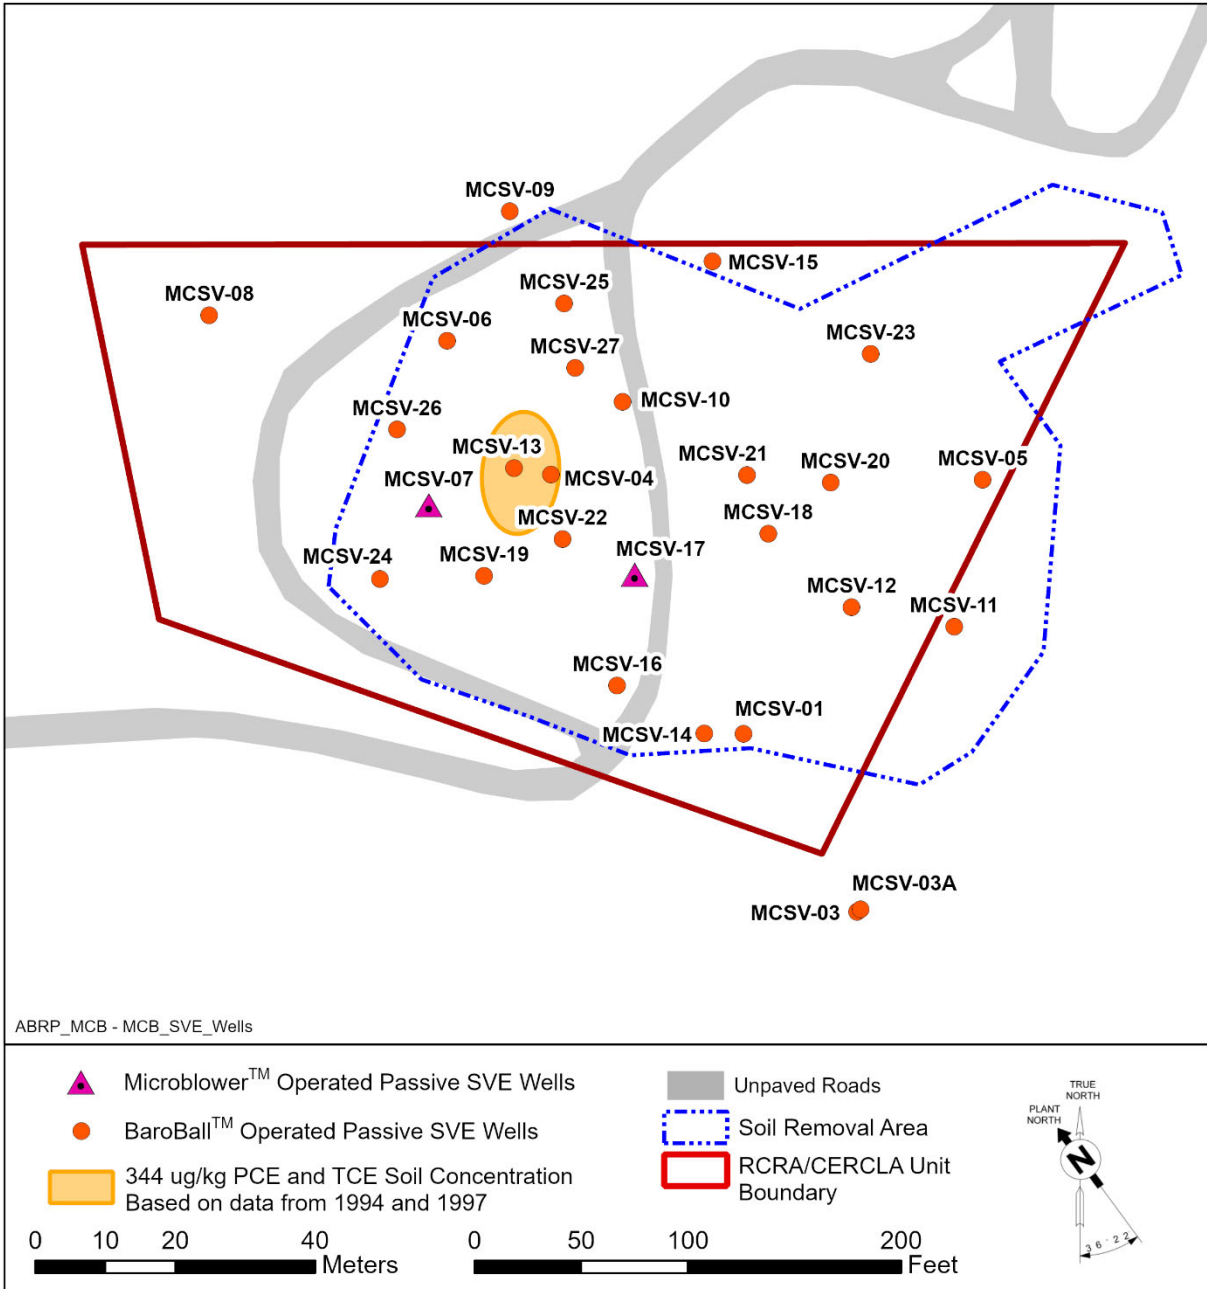 MCSV-09
MCSV-15
MCSV-08
MCSV-25
MCSV-06
MCSV-23
MCSV-27
MCSV-10
MCSV-26
MCSV-13
MCSV-21
MCSV-05
MCSV-07
MCSV-04
MCSV-20
MCSV-22
MCSV-18
MCSV-24
MCSV-19
MCSV-17
MCSV-12
MCSV-11
MCSV-16
MCSV-01
MCSV-14
MCSV-03A
MCSV-03
ABRP_MCB - MCB_SVE_Wells
Microblower™ Operated Passive SVE Wells
BaroBall™ Operated Passive SVE Wells
344 ug/kg PCE and TCE Soil Concentration
Based on data from 1994 and 1997
Unpaved Roads
Soil Removal Area
RCRA/CERCLA Unit
Boundary
TRUE
NORTH
PLANT
NORTH
N
36°22'
0 10 20 40
Meters
0 50 100 200
Feet